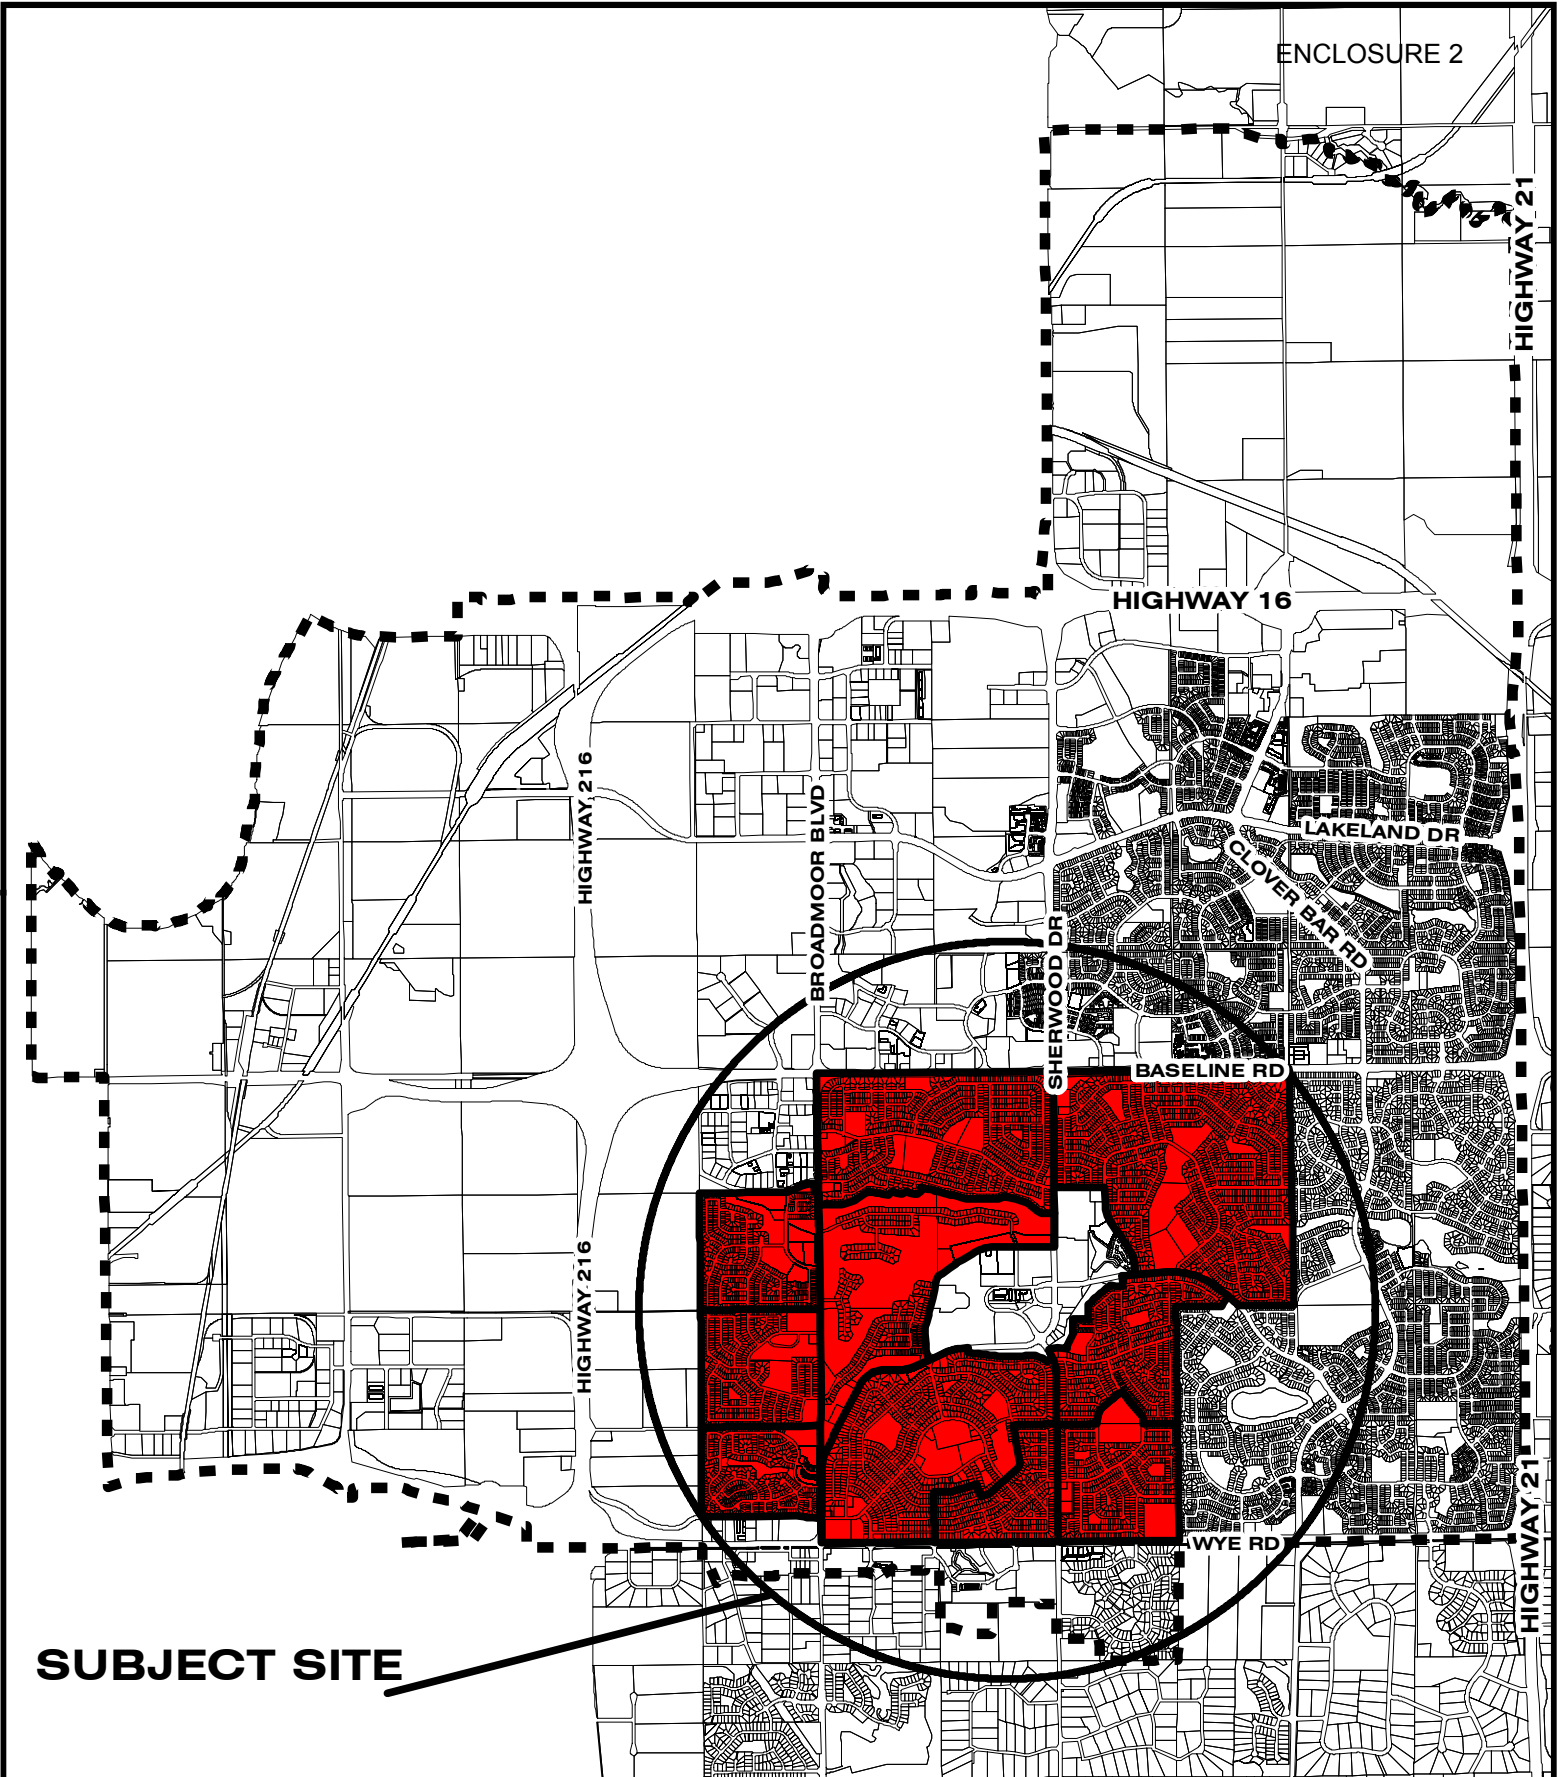 ENCLOSURE 2
HIGHWAY 21
HIGHWAY 16
HIGHWAY 216
BROADMOOR BLVD
LAKELAND DR
CLOVER BAR RD
SHERWOOD DR
BASELINE RD
HIGHWAY 216
HIGHWAY 21
WYE RD
SUBJECT SITE